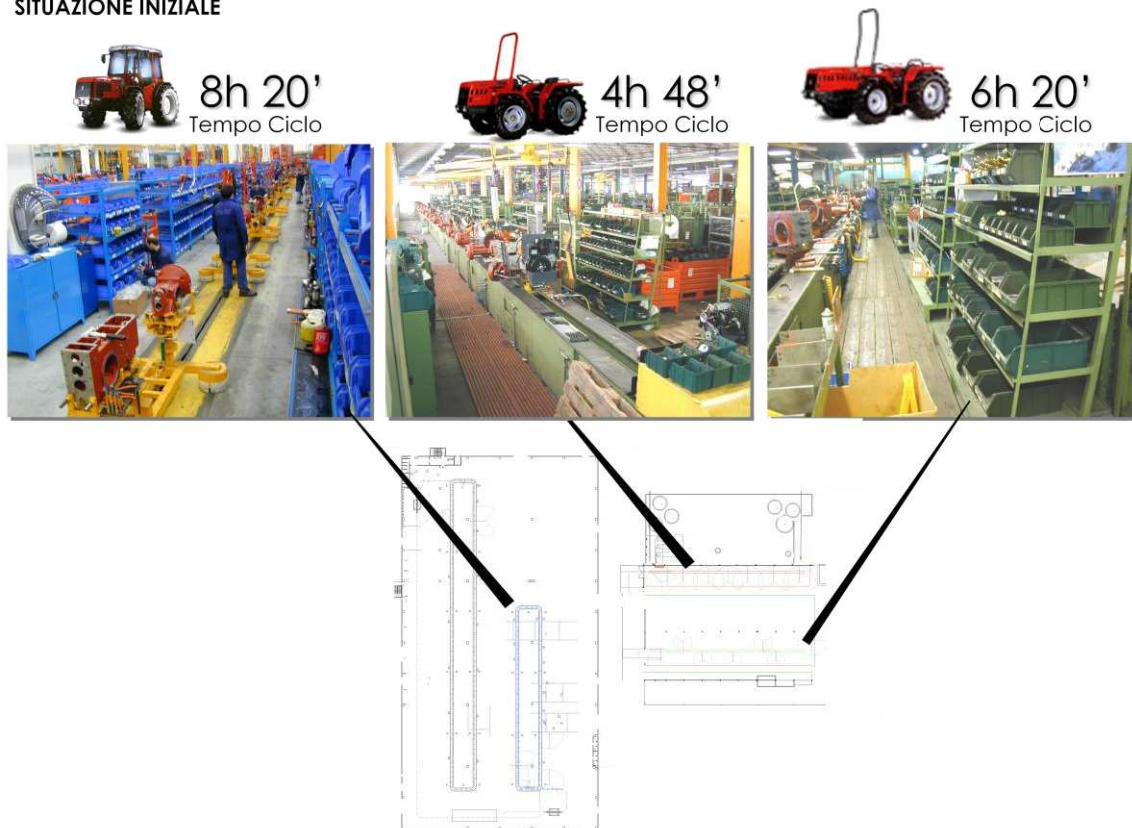 SITUAZIONE INIZIALE
8h 20’
Tempo Ciclo
4h 48’
Tempo Ciclo
6h 20’
Tempo Ciclo